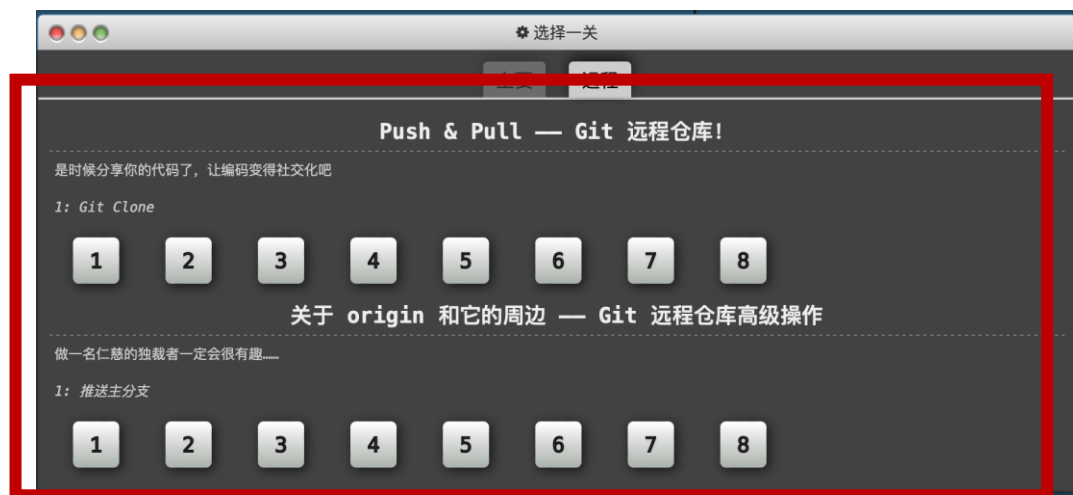 选择一关
主要 远程
Push & Pull —— Git 远程仓库!
是时候分享你的代码了，让编码变得社交化吧
1: Git Clone
1 2 3 4 5 6 7 8
关于 origin 和它的周边 —— Git 远程仓库高级操作
做一名仁慈的独裁者一定会很有趣……
1: 推送主分支
1 2 3 4 5 6 7 8